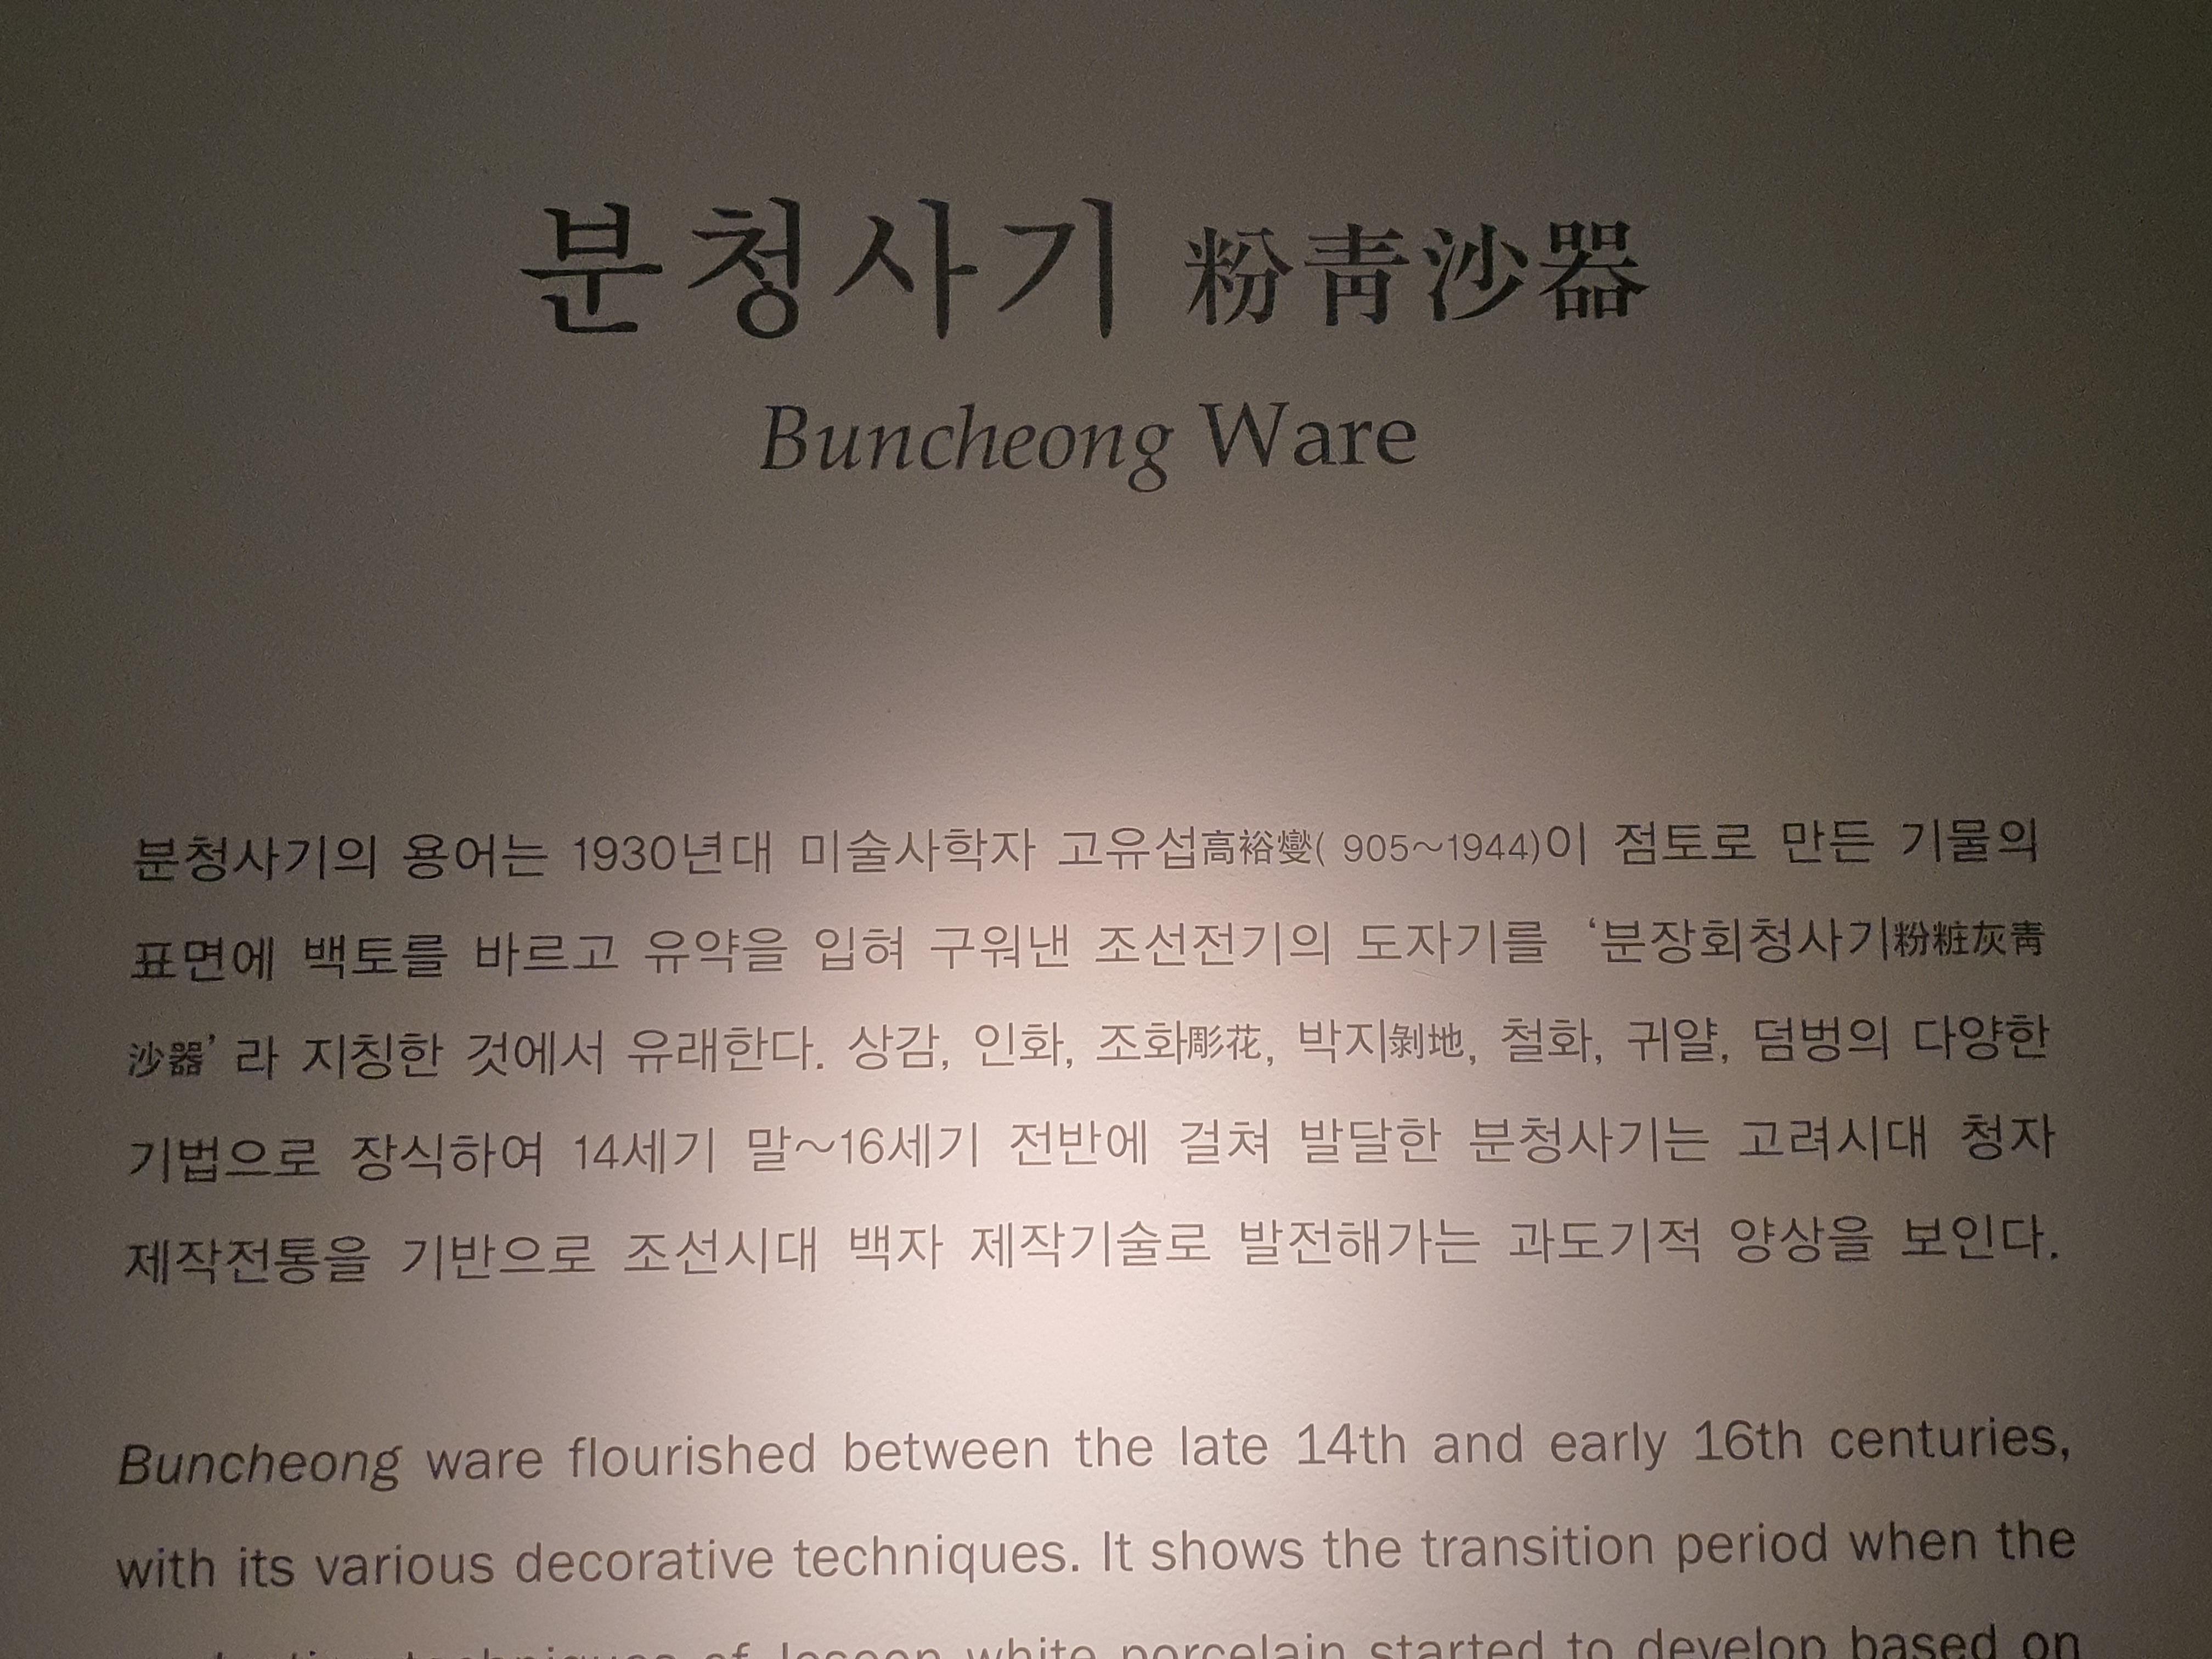 분청사기 粉靑沙器
Buncheong Ware
분청사기의 용어는 1930년대 미술사학자 고유섭高裕燮( 905～1944)이 점토로 만든 기물의
표면에 백토를 바르고 유약을 입혀 구워낸 조선전기의 도자기를 ‘분장회청사기粉粧灰靑
沙器’ 라 지칭한 것에서 유래한다. 상감, 인화, 조화彫花, 박지剝地, 철화, 귀얄, 덤벙의 다양한
기법으로 장식하여 14세기 말～16세기 전반에 걸쳐 발달한 분청사기는 고려시대 청자
제작전통을 기반으로 조선시대 백자 제작기술로 발전해가는 과도기적 양상을 보인다.
Buncheong ware flourished between the late 14th and early 16th centuries,
with its various decorative techniques. It shows the transition period when the
techniques of Joseon white porcelain started to develop based on